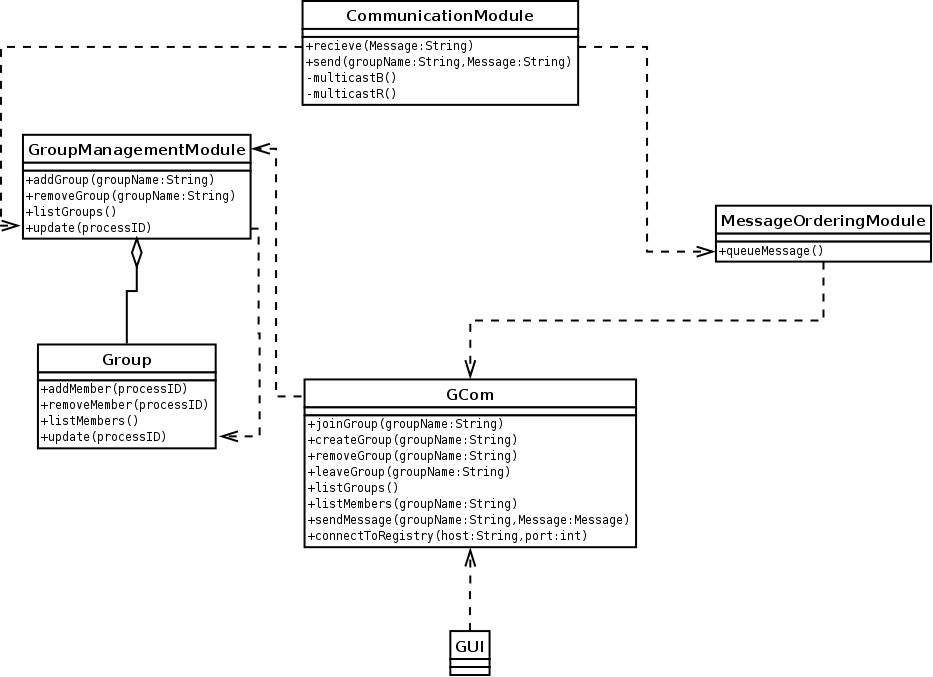 CommunicationModule
+recieve(Message:String)
+send(groupName:String,Message:String)
-multicastB()
-multicastR()
GroupManagementModule
+addGroup(groupName:String)
+removeGroup(groupName:String)
+listGroups()
+update(processID)
MessageOrderingModule
+queueMessage()
Group
+addMember(processID)
+removeMember(processID)
+listMembers()
+update(processID)
GCom
+joinGroup(groupName:String)
+createGroup(groupName:String)
+removeGroup(groupName:String)
+leaveGroup(groupName:String)
+listGroups()
+listMembers(groupName:String)
+sendMessage(groupName:String,Message:Message)
+connectToRegistry(host:String,port:int)
GUI